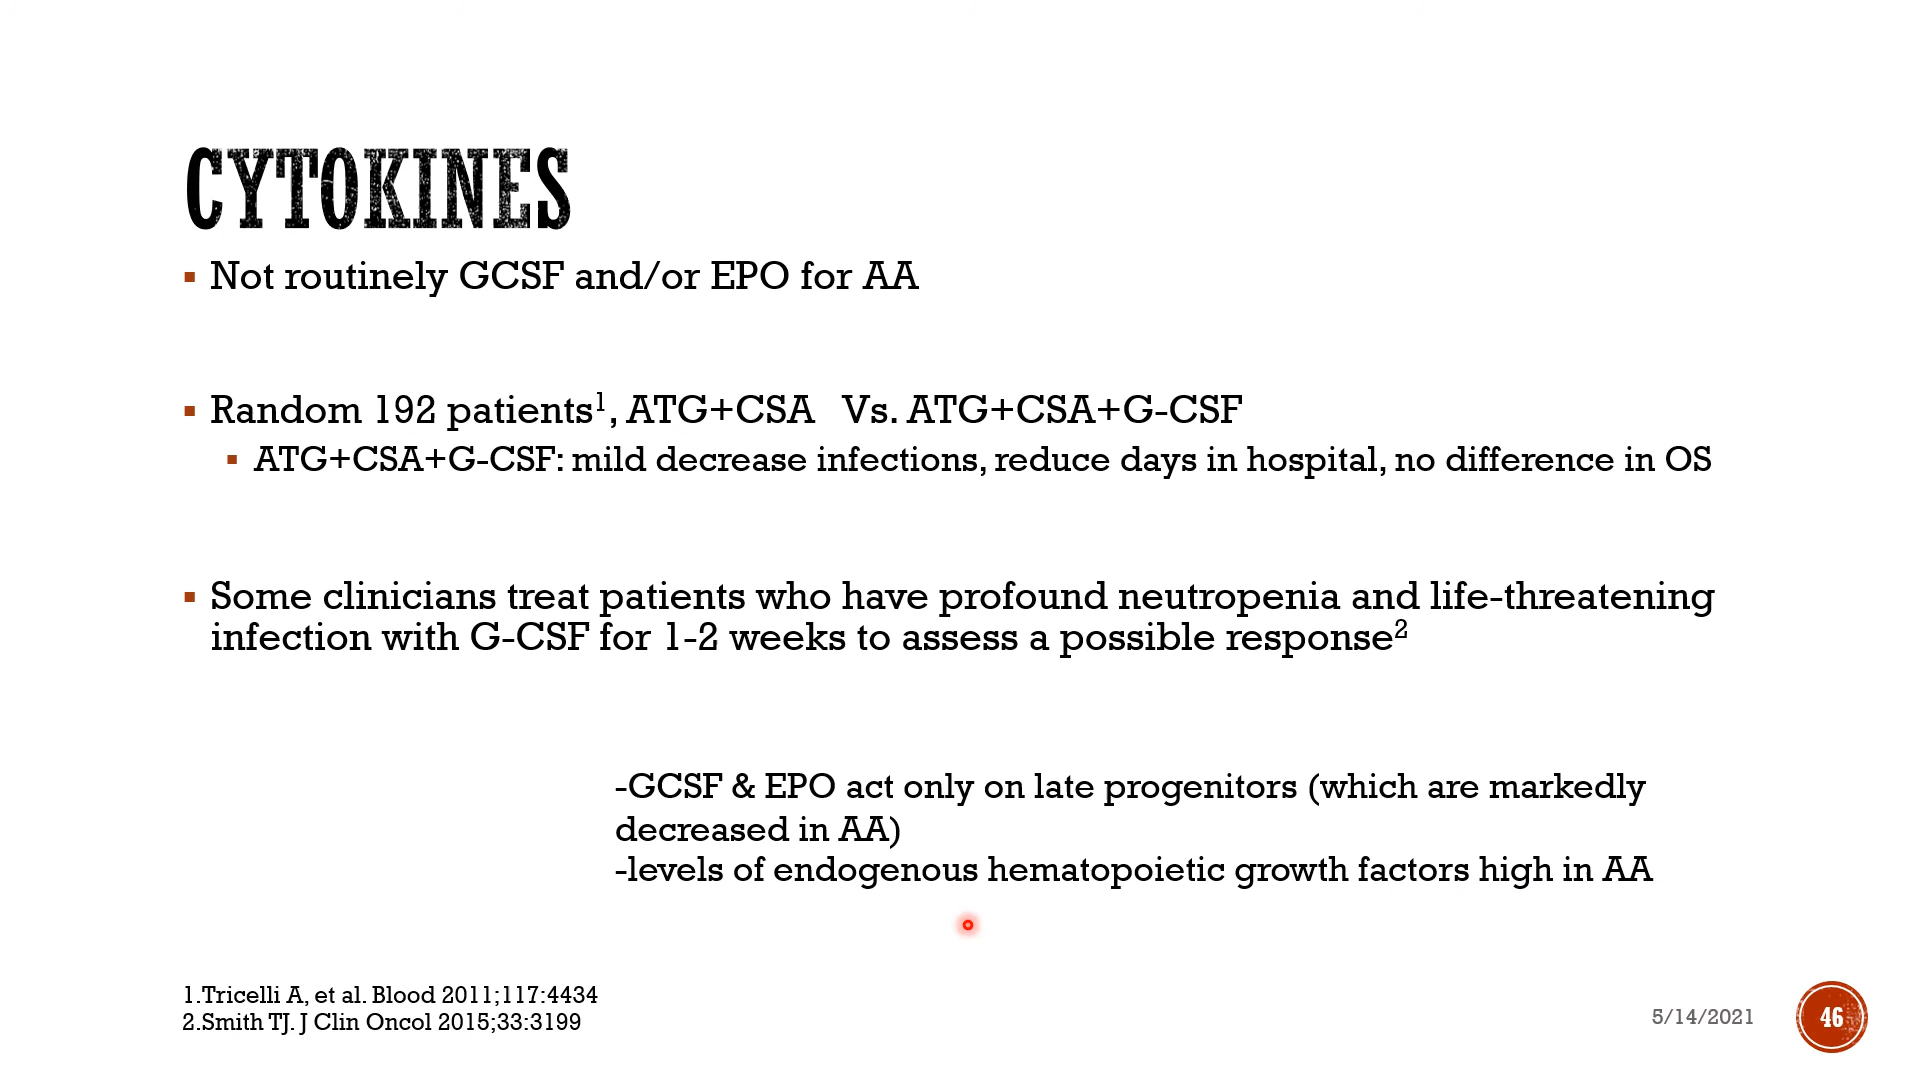 CYTOKINES
▪ Not routinely GCSF and/or EPO for AA
▪ Random 192 patients¹, ATG+CSA Vs. ATG+CSA+G-CSF
▪ ATG+CSA+G-CSF: mild decrease infections, reduce days in hospital, no difference in OS
▪ Some clinicians treat patients who have profound neutropenia and life-threatening
infection with G-CSF for 1-2 weeks to assess a possible response²
-GCSF & EPO act only on late progenitors (which are markedly
decreased in AA)
-levels of endogenous hematopoietic growth factors high in AA
1.Tricelli A, et al. Blood 2011;117:4434
2.Smith TJ. J Clin Oncol 2015;33:3199
5/14/2021
46